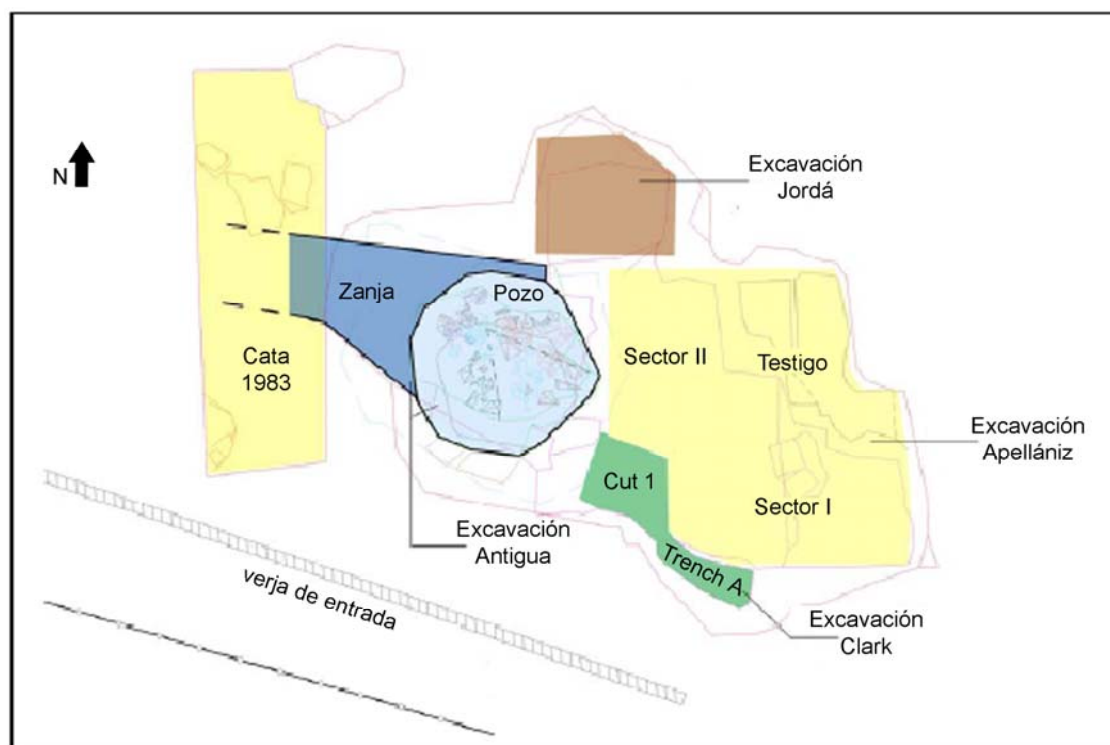 Excavación
Jordá
N
Zanja
Pozo
Cata
1983
Sector II
Testigo
Excavación
Apellániz
Cut 1
Sector I
Excavación
Antigua
Trench A
verja de entrada
Excavación
Clark